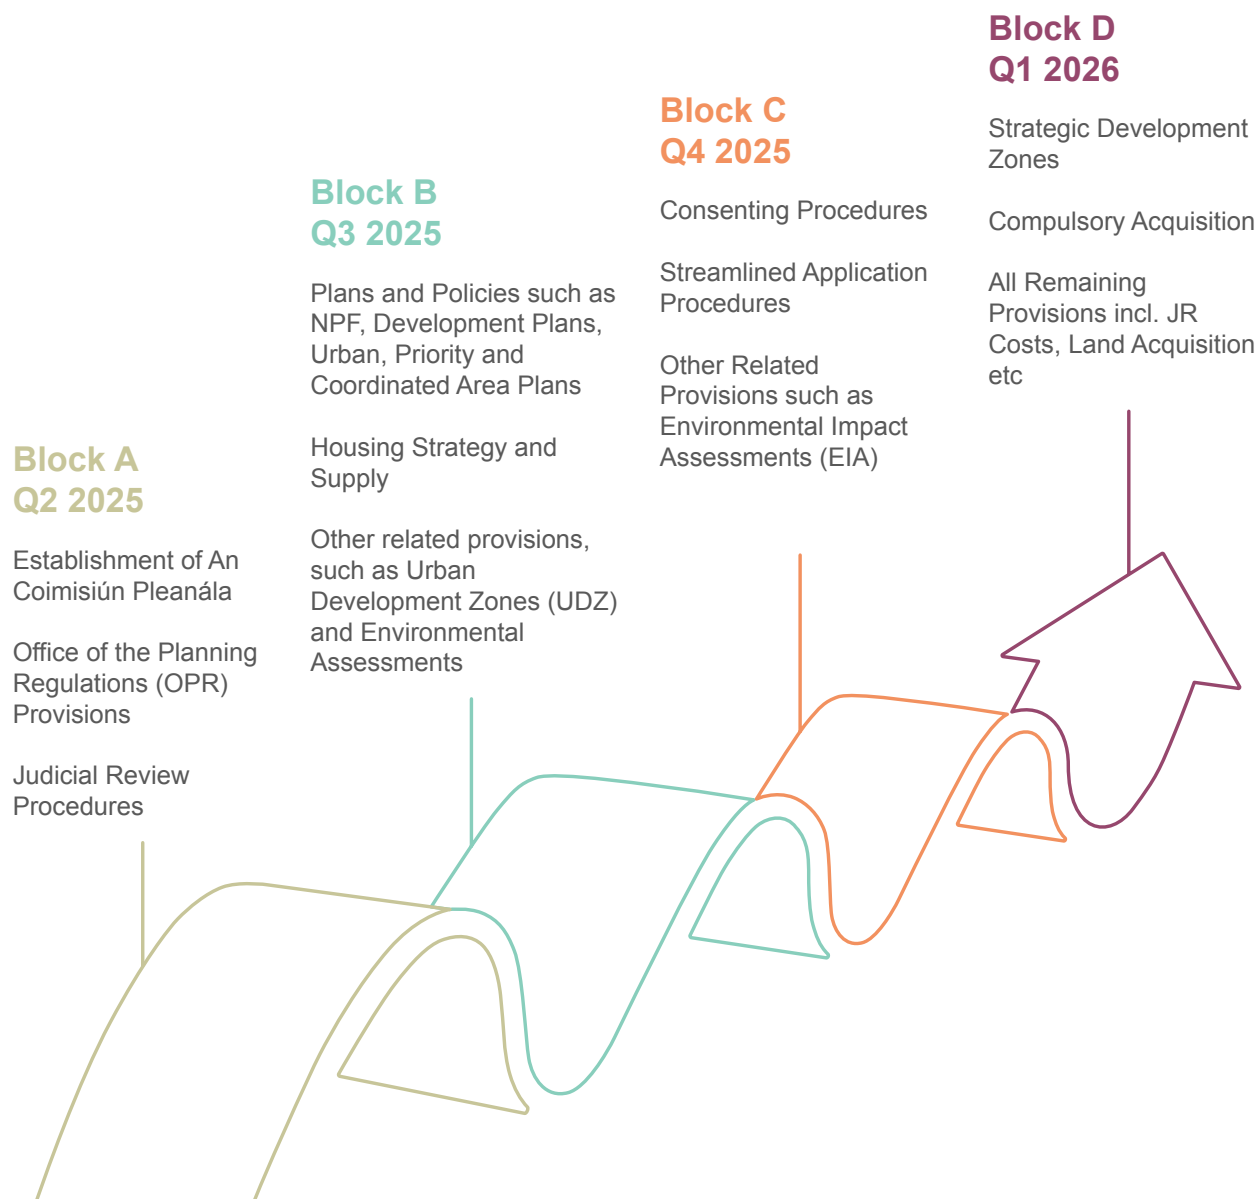 Block A
Q2 2025
Establishment of An
Coimisiún Pleanála
Office of the Planning
Regulations (OPR)
Provisions
Judicial Review
Procedures
Block B
Q3 2025
Plans and Policies such as
NPF, Development Plans,
Urban, Priority and
Coordinated Area Plans
Housing Strategy and
Supply
Other related provisions,
such as Urban
Development Zones (UDZ)
and Environmental
Assessments
Block C
Q4 2025
Consenting Procedures
Streamlined Application
Procedures
Other Related
Provisions such as
Environmental Impact
Assessments (EIA)
Block D
Q1 2026
Strategic Development
Zones
Compulsory Acquisition
All Remaining
Provisions incl. JR
Costs, Land Acquisition
etc